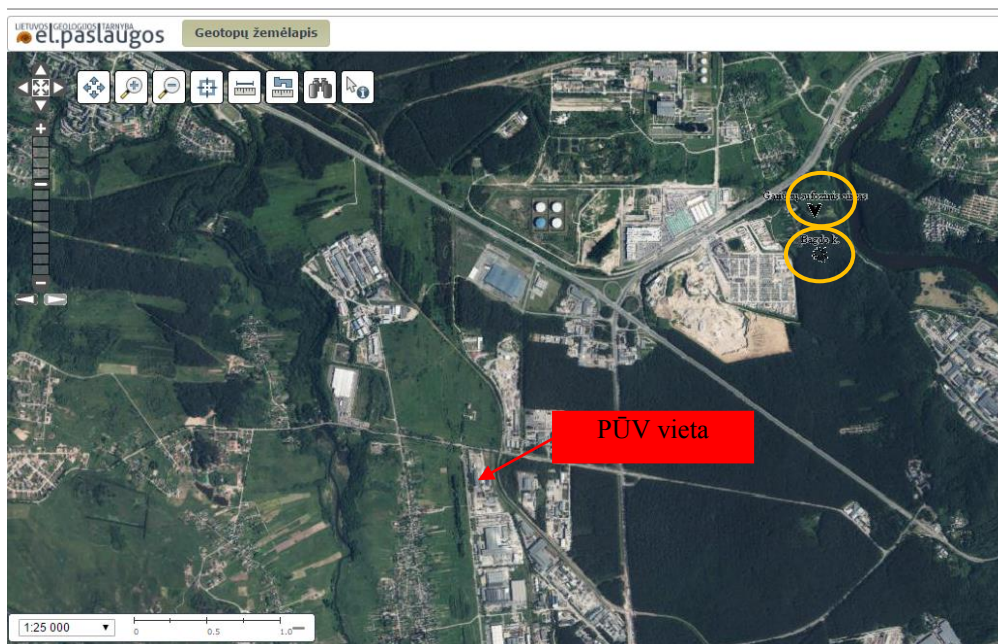 LIETUVOS GEOLOGIJOS TARNYBA
el.paslaugos
Geotopų žemėlapis
k.
PŪV vieta
1:25 000
0
0.5
1.0